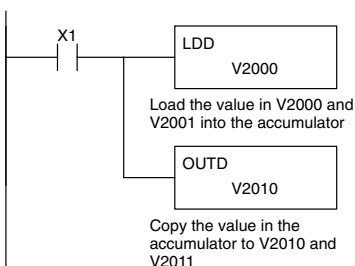 X1
LDD
V2000
Load the value in V2000 and
V2001 into the accumulator
OUTD
V2010
Copy the value in the
accumulator to V2010 and
V2011